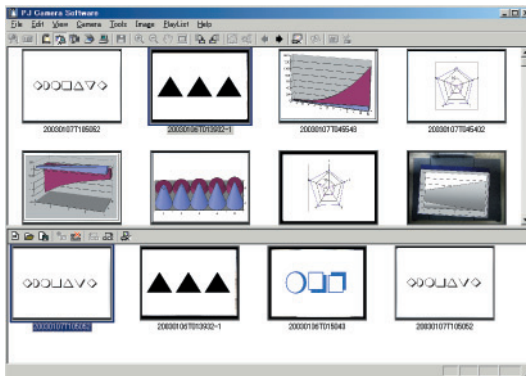 PJ Camera Software
File Edit View Camera Tools Image PlayList Help
20030107T105052 20030106T013932-1 20030107T045543 20030107T045402
20030107T105052 20030106T013932-1 20030106T015043 20030107T105052